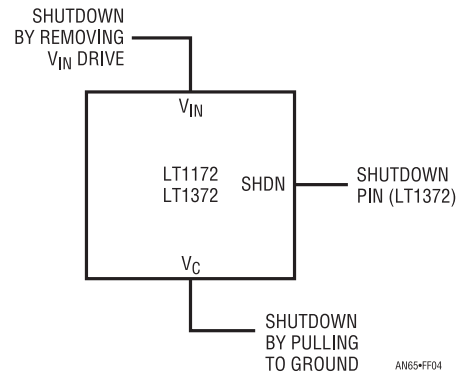 SHUTDOWN
BY REMOVING
VIN DRIVE
VIN
LT1172
LT1372
SHDN
SHUTDOWN
PIN (LT1372)
VC
SHUTDOWN
BY PULLING
TO GROUND
AN65•FF04